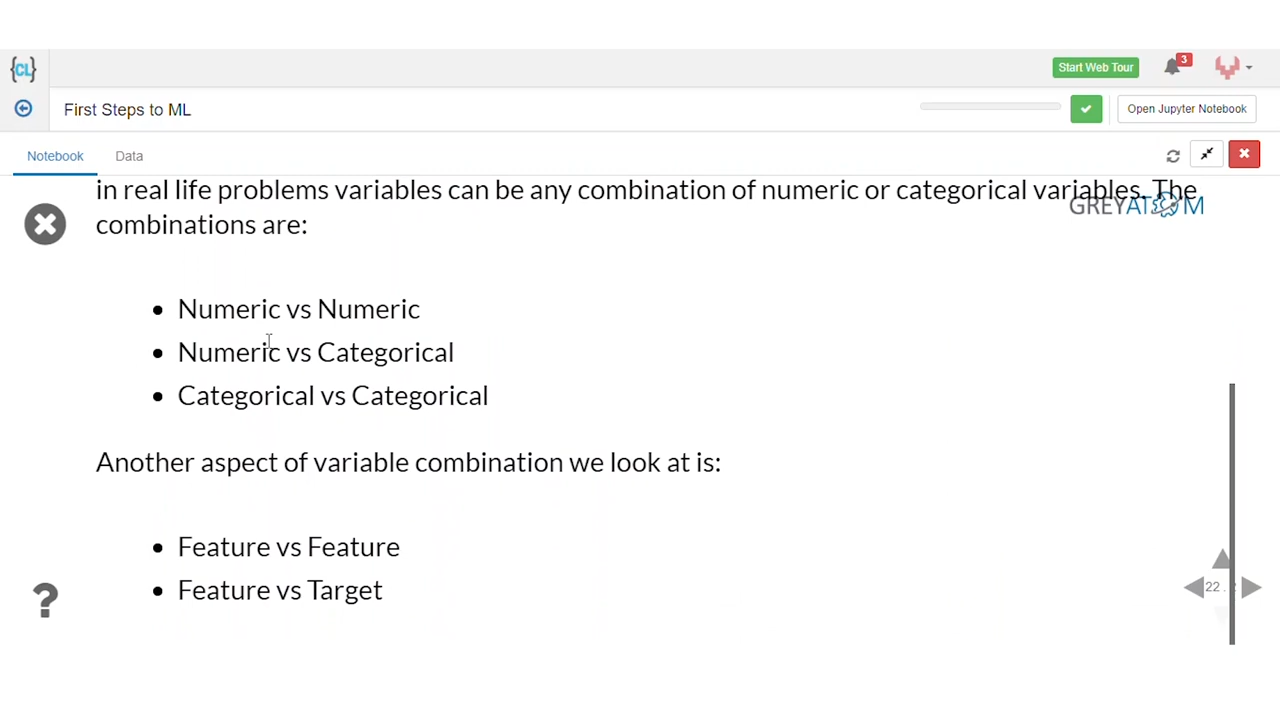 {CL}
Start Web Tour
3
First Steps to ML
Open Jupyter Notebook
Notebook
Data
in real life problems variables can be any combination of numeric or categorical variables. The
GREYATOM
combinations are:
• Numeric vs Numeric
• Numeric vs Categorical
• Categorical vs Categorical
Another aspect of variable combination we look at is:
• Feature vs Feature
• Feature vs Target
?
22.